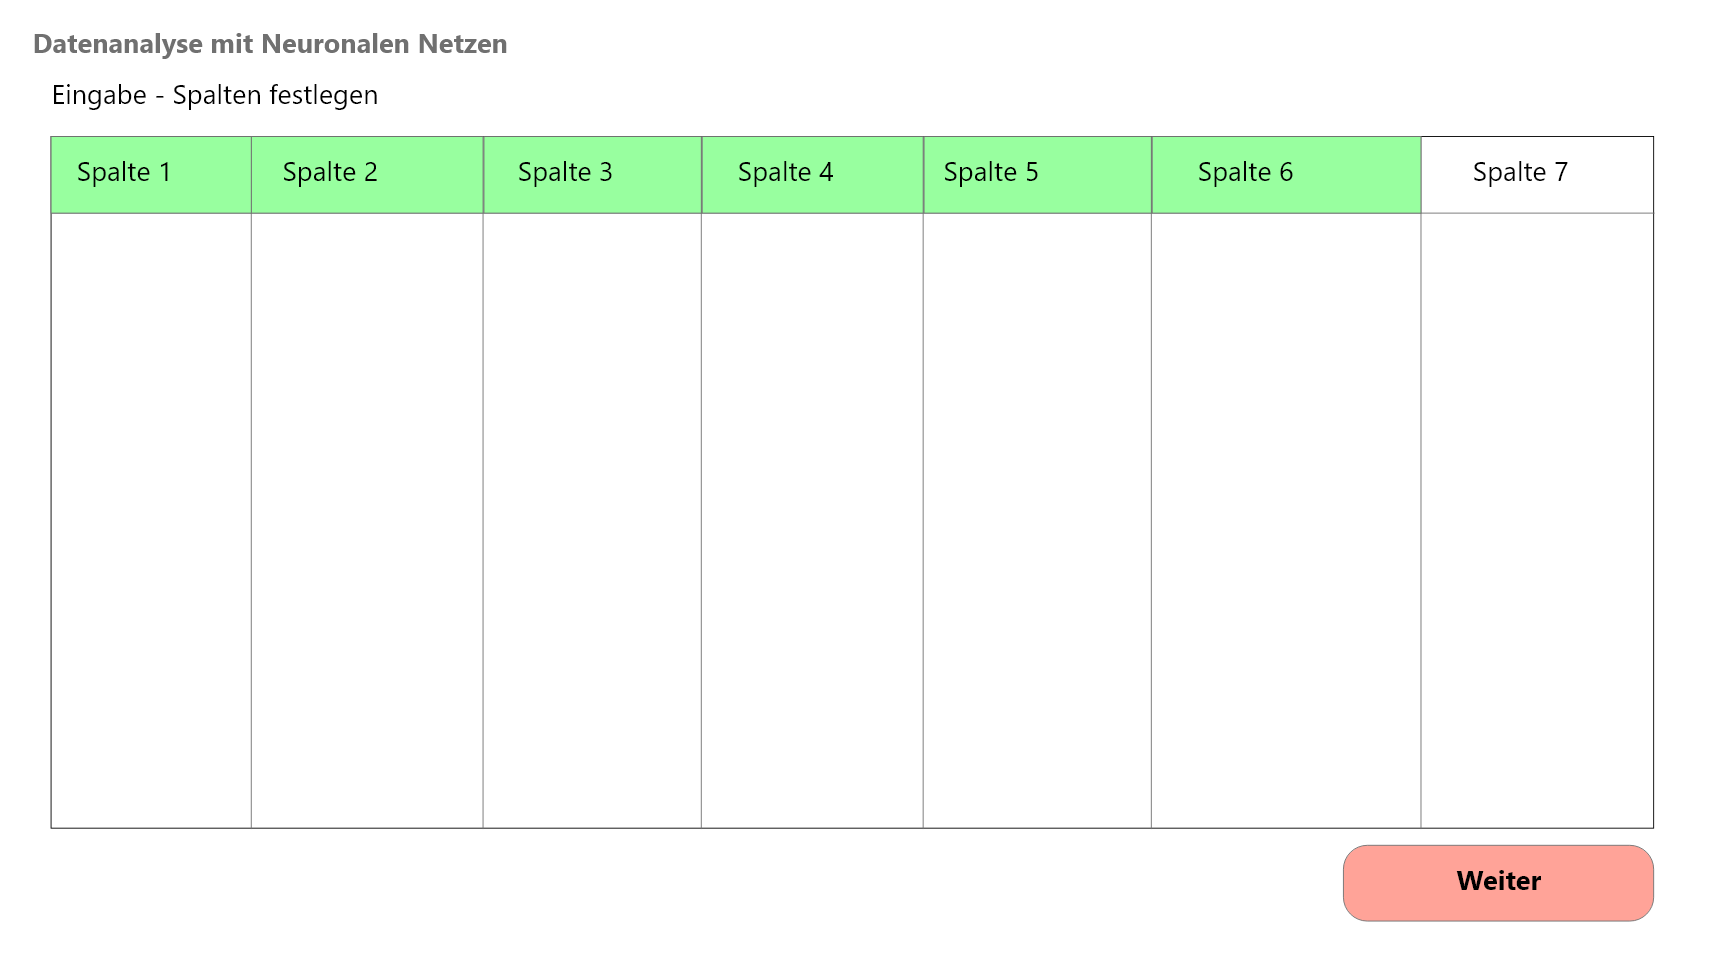 Datenanalyse mit Neuronalen Netzen
Eingabe - Spalten festlegen
Spalte 1 Spalte 2 Spalte 3 Spalte 4 Spalte 5 Spalte 6 Spalte 7
Weiter